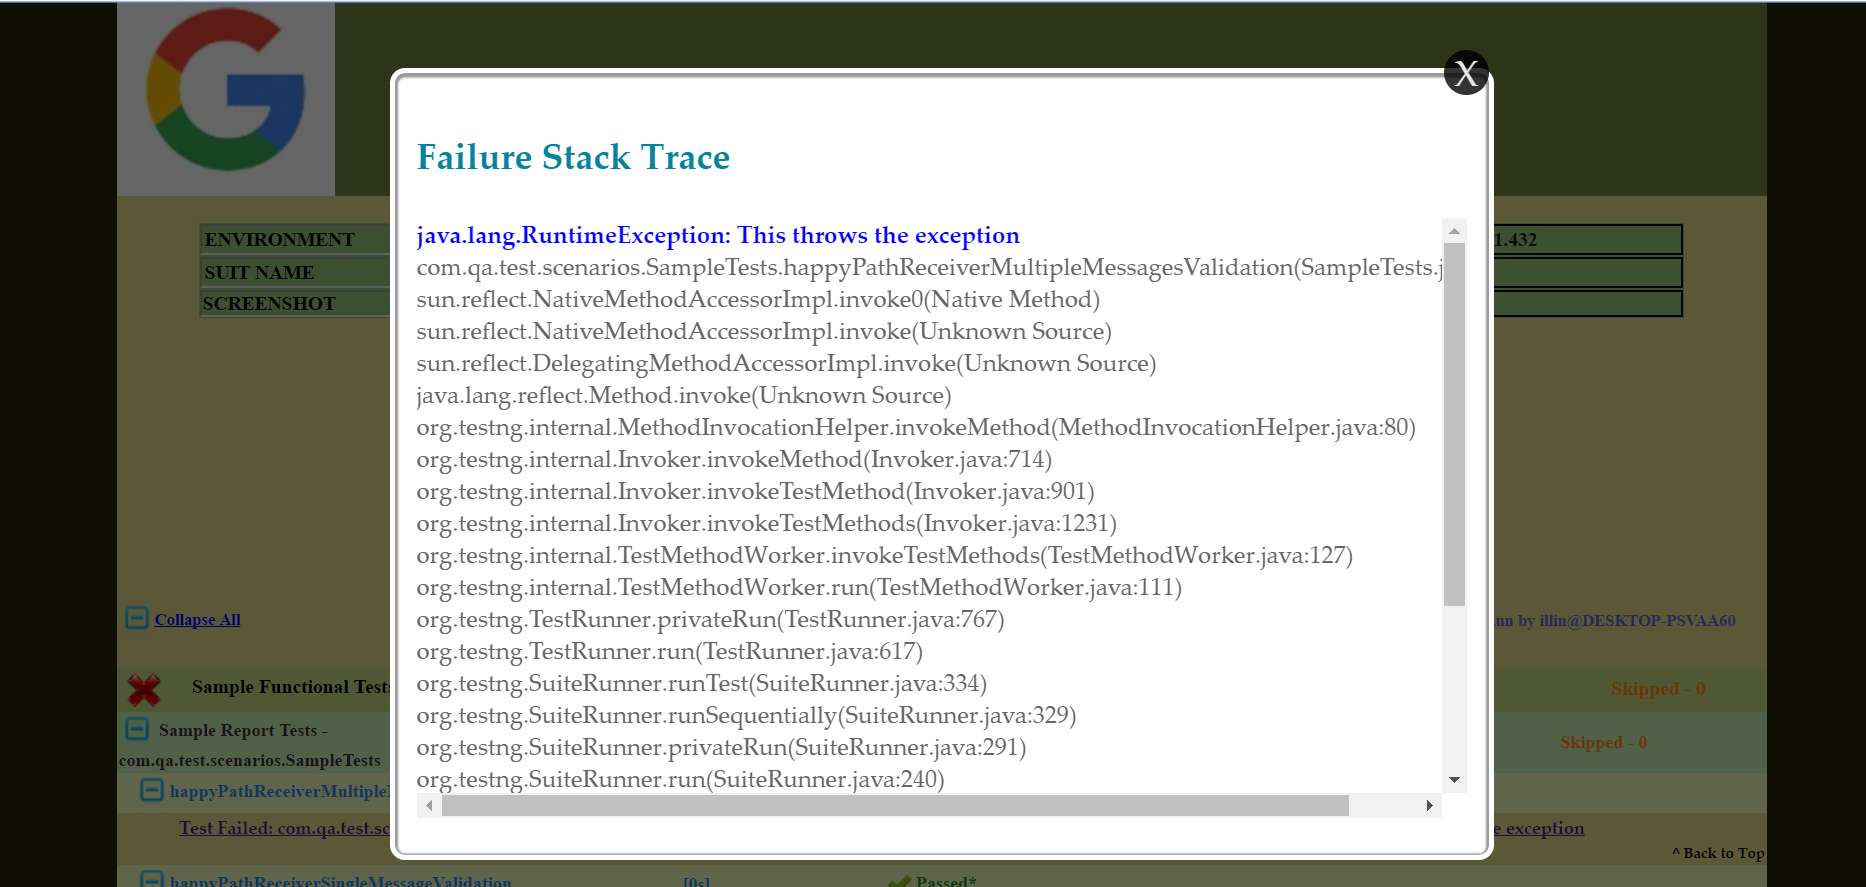 X
Failure Stack Trace
java.lang.RuntimeException: This throws the exception
com.qa.test.scenarios.SampleTests.happyPathReceiverMultipleMessagesValidation(SampleTests.j
sun.reflect.NativeMethodAccessorImpl.invoke0(Native Method)
sun.reflect.NativeMethodAccessorImpl.invoke(Unknown Source)
sun.reflect.DelegatingMethodAccessorImpl.invoke(Unknown Source)
java.lang.reflect.Method.invoke(Unknown Source)
org.testng.internal.MethodInvocationHelper.invokeMethod(MethodInvocationHelper.java:80)
org.testng.internal.Invoker.invokeMethod(Invoker.java:714)
org.testng.internal.Invoker.invokeTestMethod(Invoker.java:901)
org.testng.internal.Invoker.invokeTestMethods(Invoker.java:1231)
org.testng.internal.TestMethodWorker.invokeTestMethods(TestMethodWorker.java:127)
org.testng.internal.TestMethodWorker.run(TestMethodWorker.java:111)
org.testng.TestRunner.privateRun(TestRunner.java:767)
org.testng.TestRunner.run(TestRunner.java:617)
org.testng.SuiteRunner.runTest(SuiteRunner.java:334)
org.testng.SuiteRunner.runSequentially(SuiteRunner.java:329)
org.testng.SuiteRunner.privateRun(SuiteRunner.java:291)
org.testng.SuiteRunner.run(SuiteRunner.java:240)
ENVIRONMENT 1.432
SUIT NAME
SCREENSHOT
Collapse All un by illin@DESKTOP-PSVAA60
Sample Functional Tests Skipped - 0
Sample Report Tests -
com.qa.test.scenarios.SampleTests Skipped - 0
happyPathReceiverMultiple
Test Failed: com.qa.test.sc e exception
^ Back to Top
happyPathReceiverSingleMessageValidation [0s] Passed*